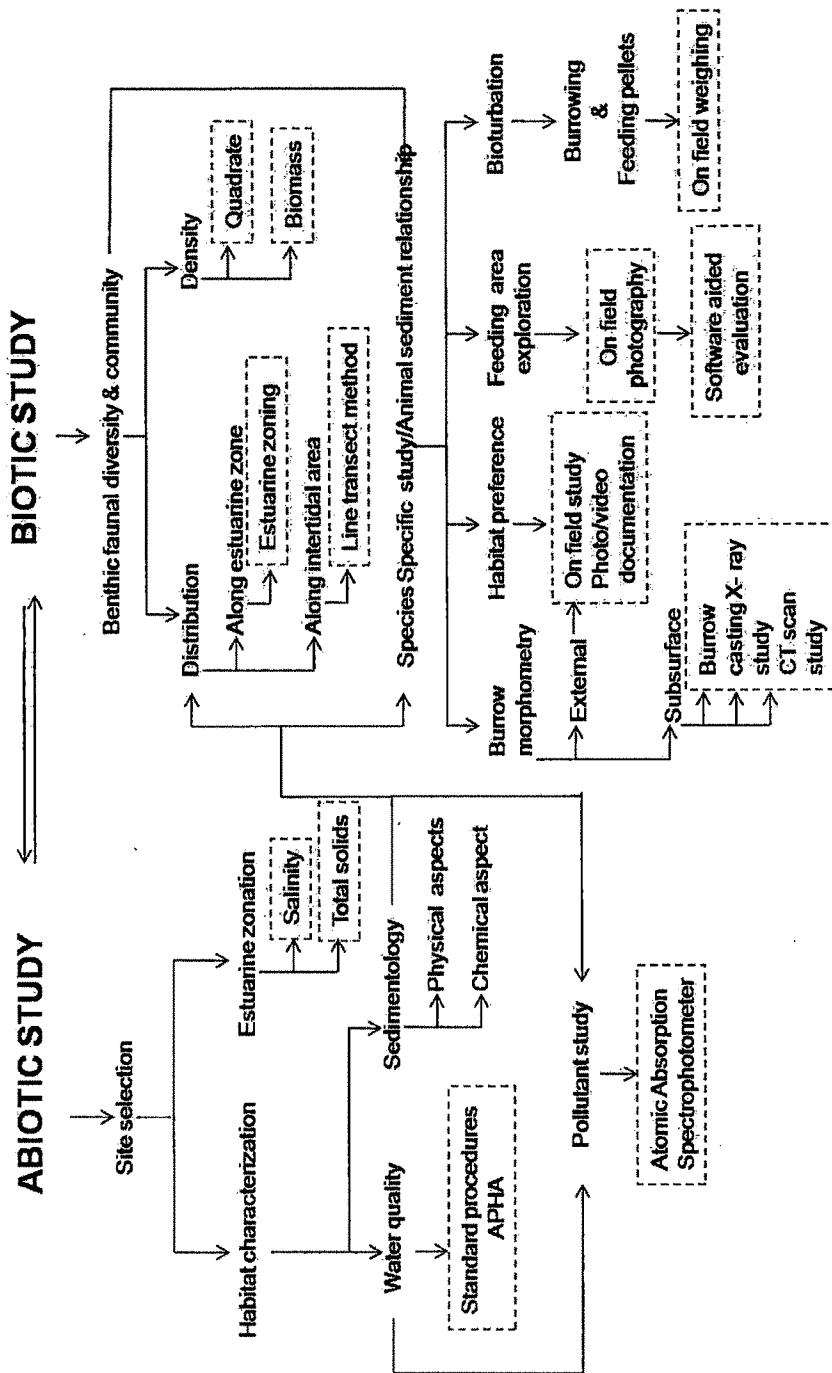 ABIOTIC STUDY
Site selection
Habitat characterization
Estuarine zonation
Salinity
Total solids
Water quality
Standard procedures
APHA
Sedimentology
Physical aspects
Chemical aspect
Pollutant study
Atomic Absorption
Spectrophotometer
BIOTIC STUDY
Benthic faunal diversity & community
Distribution
Along estuarine zone
Estuarine zoning
Along intertidal area
Line transect method
Density
Quadrate
Biomass
Species Specific study/Animal sediment relationship
Burrow
morphometry
External
Subsurface
Burrow
casting X- ray
study
CT scan
study
Habitat preference
On field study
Photo/video
documentation
Feeding area
exploration
On field
photography
Software aided
evaluation
Bioturbation
Burrowing
&
Feeding pellets
On field weighing